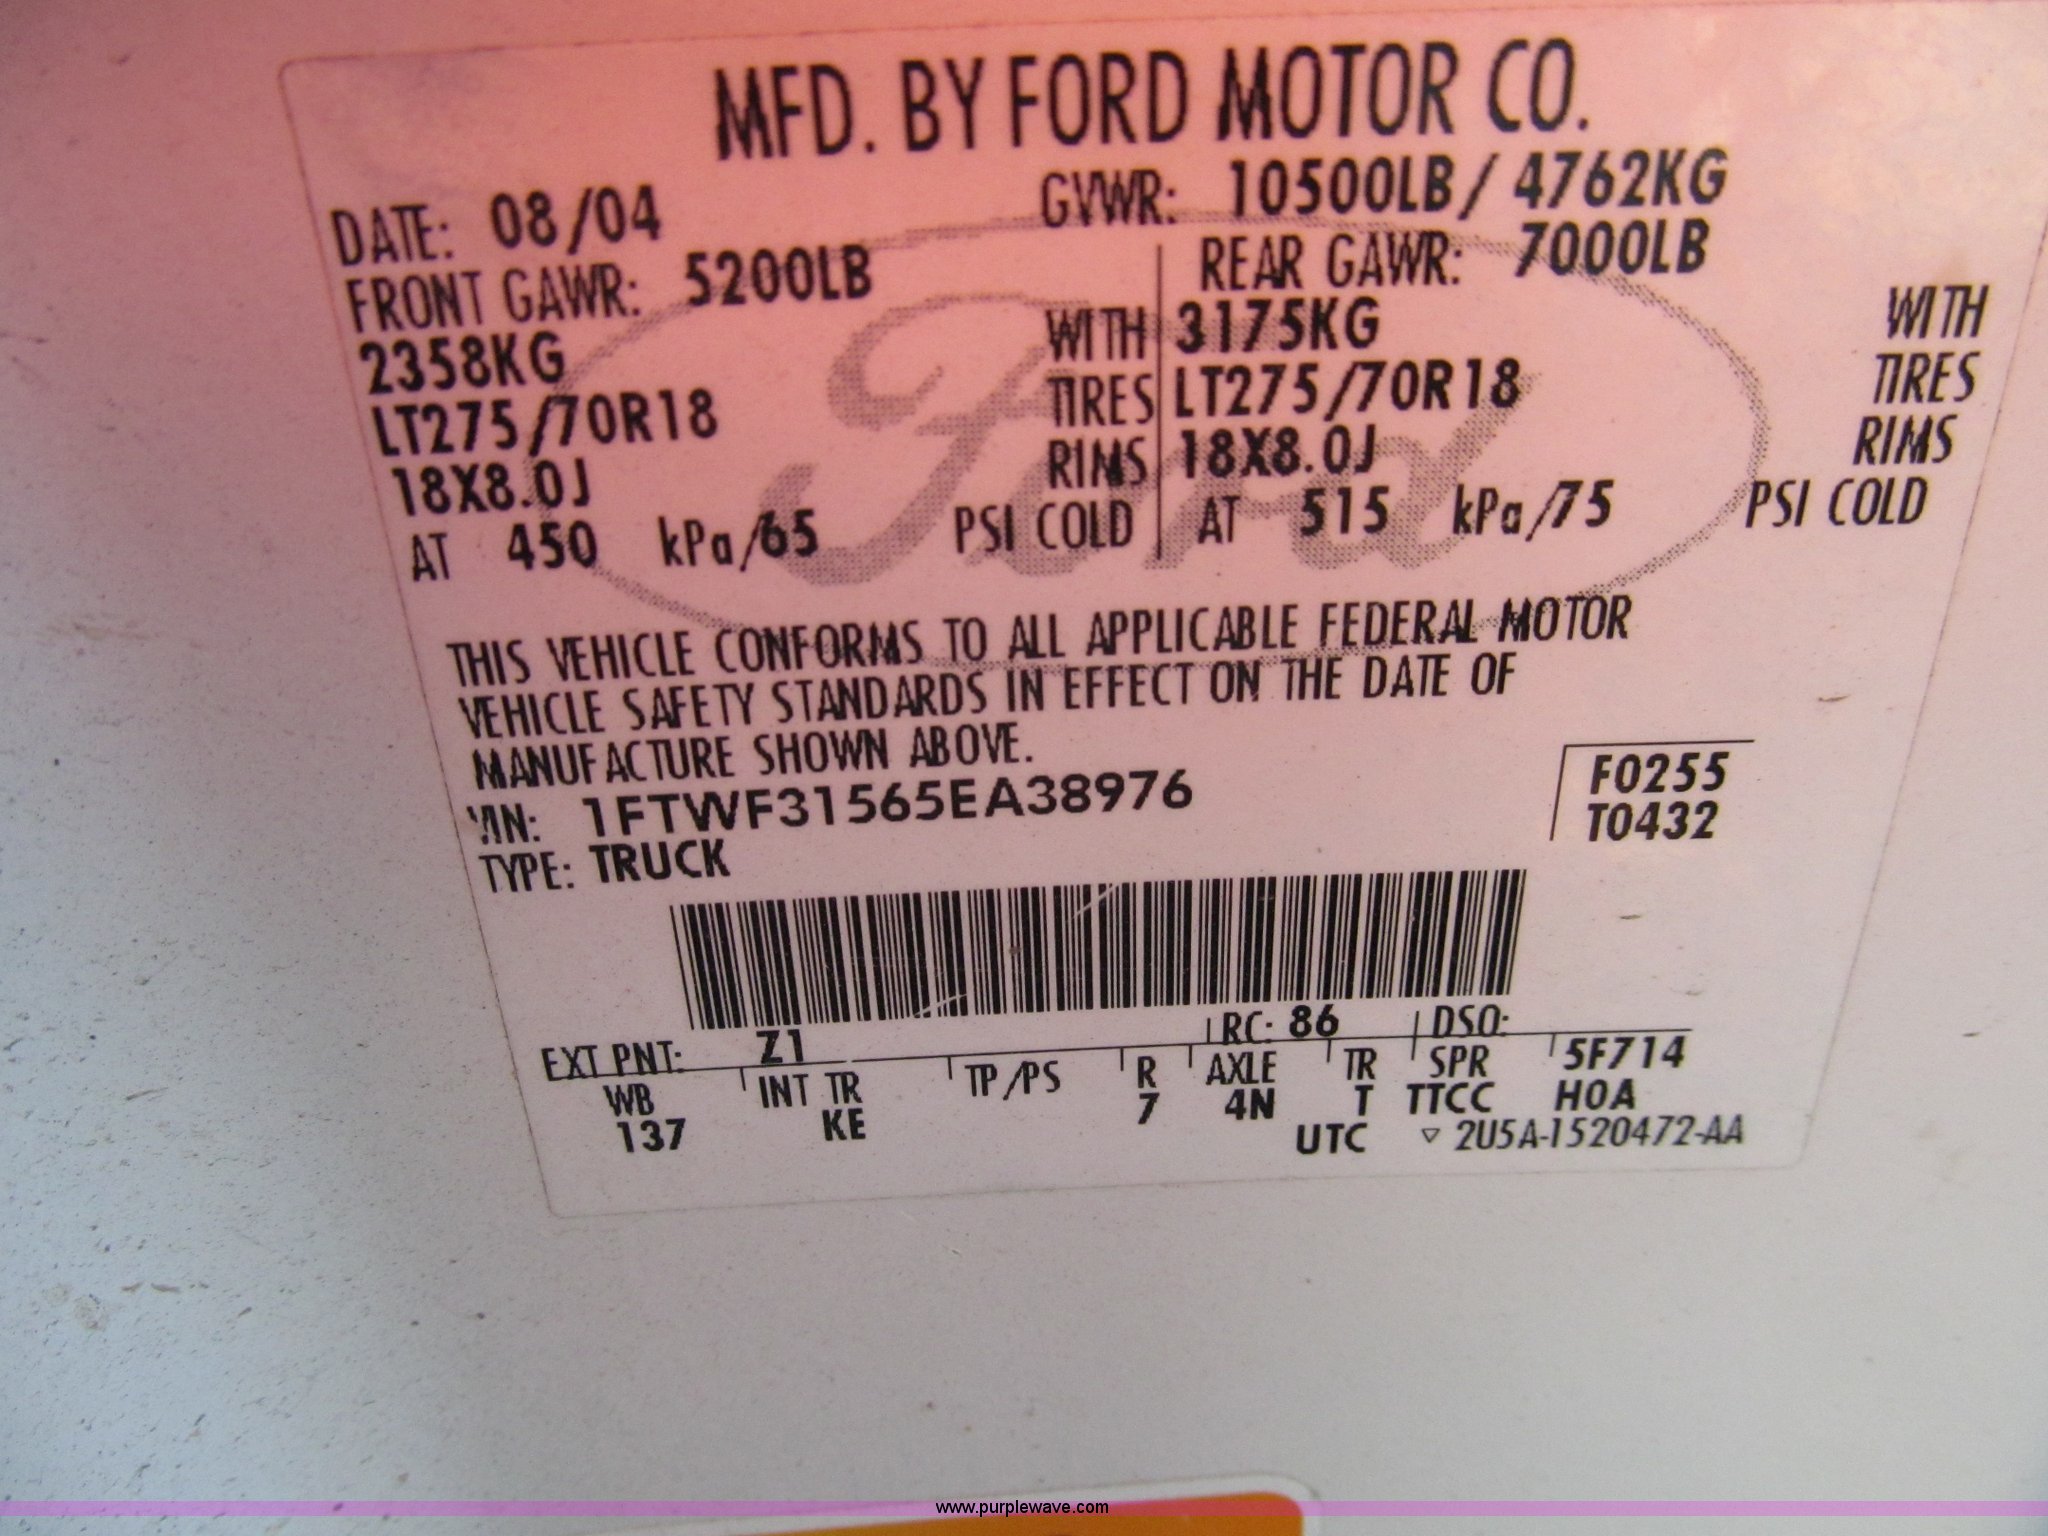 MFD. BY FORD MOTOR CO.
DATE: 08/04 GVWR: 10500LB/ 4762KG
FRONT GAWR: 5200LB REAR GAWR: 7000LB
2358KG WITH 3175KG WITH
LT275/70R18 TIRES LT275/70R18 TIRES
18X8.0J RIMS 18X8.0J RIMS
AT 450 kPa/65 PSI COLD AT 515 kPa/75 PSI COLD
Ford
THIS VEHICLE CONFORMS TO ALL APPLICABLE FEDERAL MOTOR
VEHICLE SAFETY STANDARDS IN EFFECT ON THE DATE OF
MANUFACTURE SHOWN ABOVE.
VIN: 1FTWF31565EA38976
F0255
T0432
TYPE: TRUCK
EXT PNT: Z1 RC: 86 DSO:
WB INT TR TP/PS R AXLE TR SPR 5F714
137 KE 7 4N T TTCC H0A
UTC ▽ 2U5A-1520472-AA
www.purplewave.com